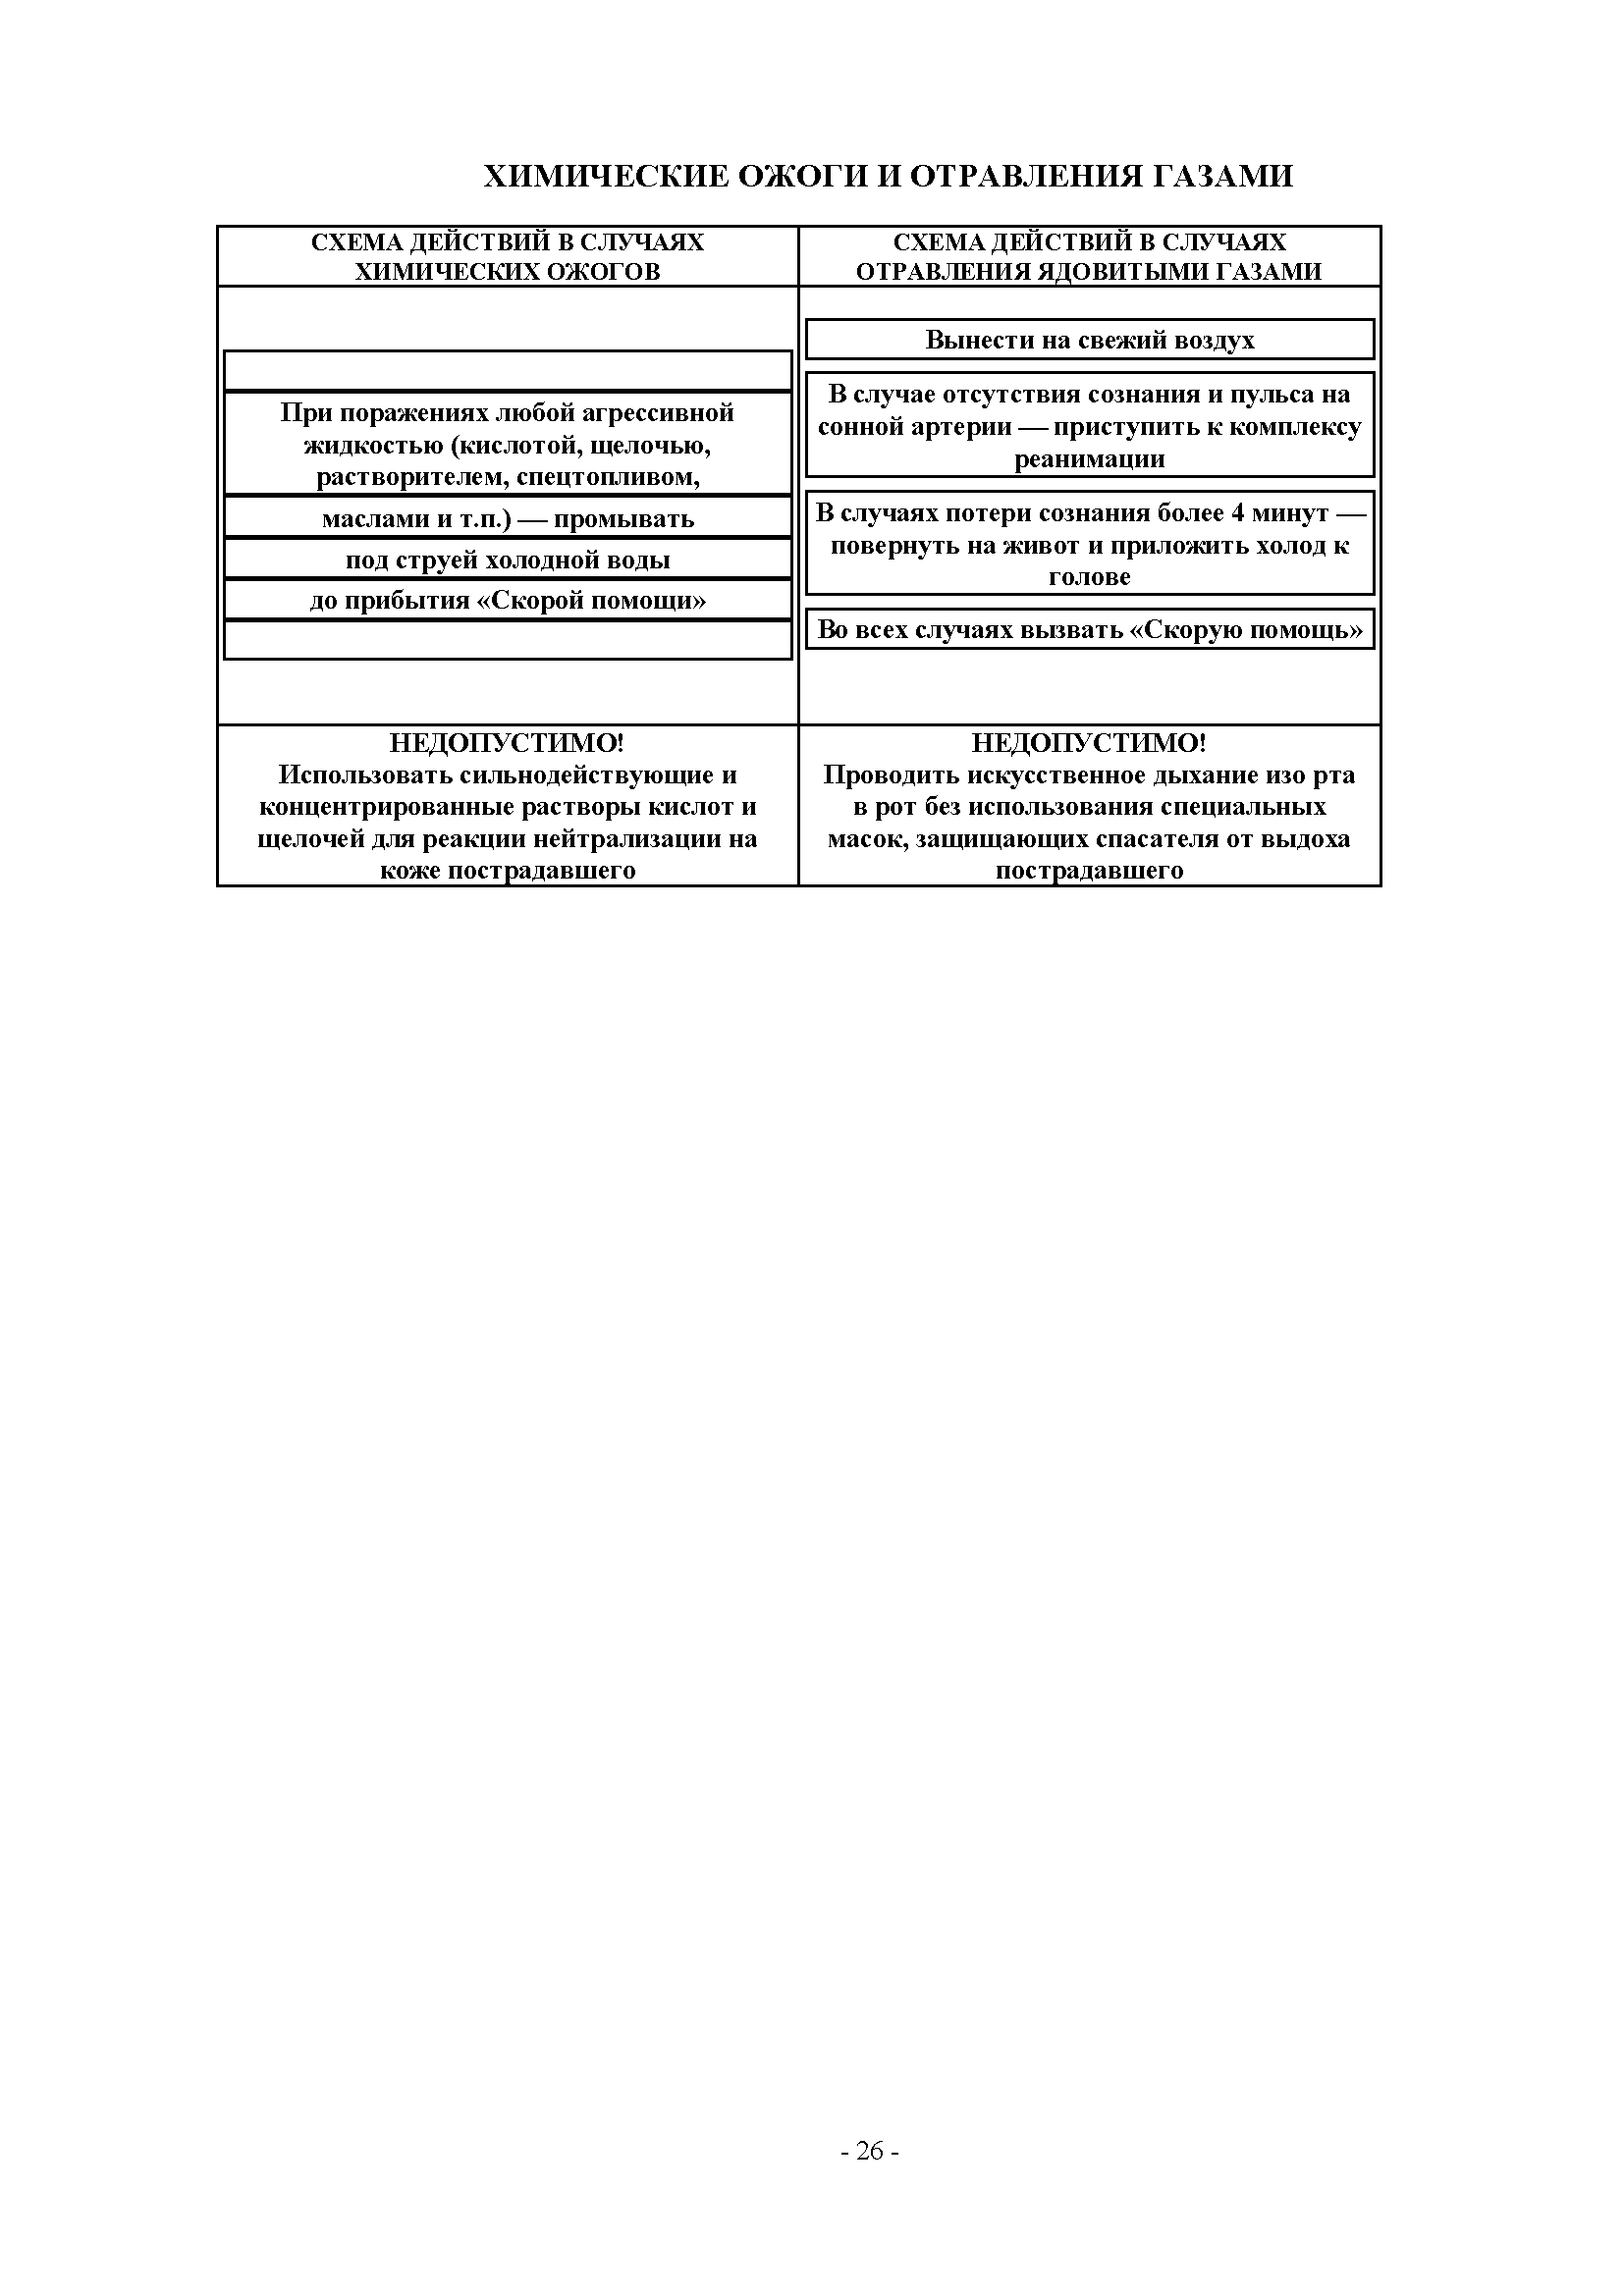 ХИМИЧЕСКИЕ ОЖОГИ И ОТРАВЛЕНИЯ ГАЗАМИ
СХЕМА ДЕЙСТВИЙ В СЛУЧАЯХ
ХИМИЧЕСКИХ ОЖОГОВ
При поражениях любой агрессивной
жидкостью (кислотой, щелочью,
растворителем, спецтопливом,
маслами и т.п.) — промывать
под струей холодной воды
до прибытия «Скорой помощи»
НЕДОПУСТИМО!
Использовать сильнодействующие и
концентрированные растворы кислот и
щелочей для реакции нейтрализации на
коже пострадавшего
СХЕМА ДЕЙСТВИЙ В СЛУЧАЯХ
ОТРАВЛЕНИЯ ЯДОВИТЫМИ ГАЗАМИ
Вынести на свежий воздух
В случае отсутствия сознания и пульса на
сонной артерии — приступить к комплексу
реанимации
В случаях потери сознания более 4 минут —
повернуть на живот и приложить холод к
голове
Во всех случаях вызвать «Скорую помощь»
НЕДОПУСТИМО!
Проводить искусственное дыхание изо рта
в рот без использования специальных
масок, защищающих спасателя от выдоха
пострадавшего
- 26 -